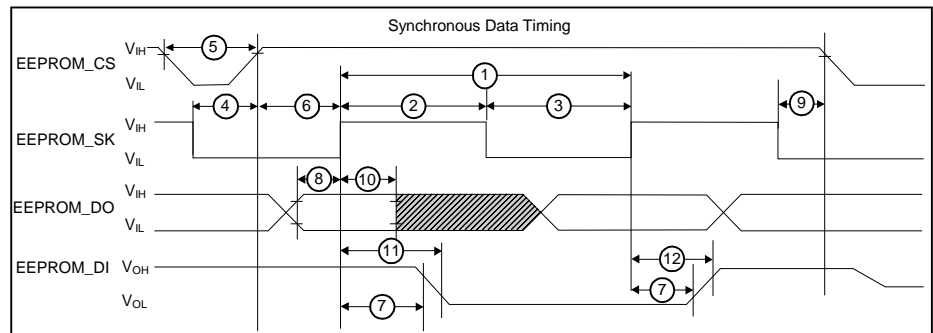 Synchronous Data Timing
EEPROM_CS
VIH
5
VIL
1
4
6
2
3
9
EEPROM_SK
VIH
VIL
8
10
EEPROM_DO
VIH
VIL
11
12
EEPROM_DI
VOH
7
7
VOL